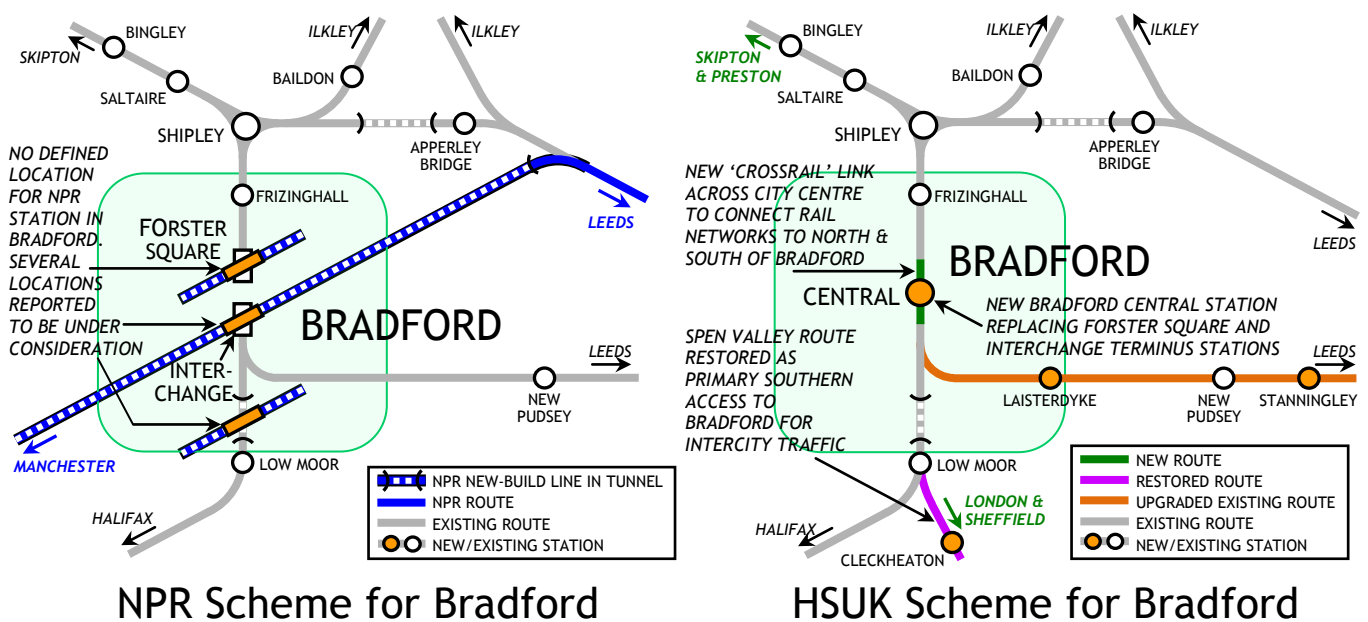 BINGLEY
SKIPTON
SALTAIRE
ILKLEY
BAILDON
ILKLEY
SHIPLEY
APPERLEY
BRIDGE
NO DEFINED
LOCATION
FOR NPR
STATION IN
BRADFORD.
SEVERAL
LOCATIONS
REPORTED
TO BE UNDER
CONSIDERATION
FRIZINGHALL
LEEDS
FORSTER
SQUARE
BRADFORD
INTER-
CHANGE
LEEDS
NEW
PUDSEY
MANCHESTER
LOW MOOR
HALIFAX
NPR NEW-BUILD LINE IN TUNNEL
NPR ROUTE
EXISTING ROUTE
NEW/EXISTING STATION
NPR Scheme for Bradford
BINGLEY
SKIPTON
& PRESTON
SALTAIRE
ILKLEY
BAILDON
ILKLEY
SHIPLEY
APPERLEY
BRIDGE
NEW ‘CROSSRAIL’ LINK
ACROSS CITY CENTRE
TO CONNECT RAIL
NETWORKS TO NORTH &
SOUTH OF BRADFORD
FRIZINGHALL
LEEDS
BRADFORD
CENTRAL
NEW BRADFORD CENTRAL STATION
REPLACING FORSTER SQUARE AND
INTERCHANGE TERMINUS STATIONS
SPEN VALLEY ROUTE
RESTORED AS
PRIMARY SOUTHERN
ACCESS TO
BRADFORD FOR
INTERCITY TRAFFIC
LEEDS
LAISTERDYKE
NEW
PUDSEY
STANNINGLEY
LOW MOOR
LONDON &
SHEFFIELD
HALIFAX
CLECKHEATON
NEW ROUTE
RESTORED ROUTE
UPGRADED EXISTING ROUTE
EXISTING ROUTE
NEW/EXISTING STATION
HSUK Scheme for Bradford